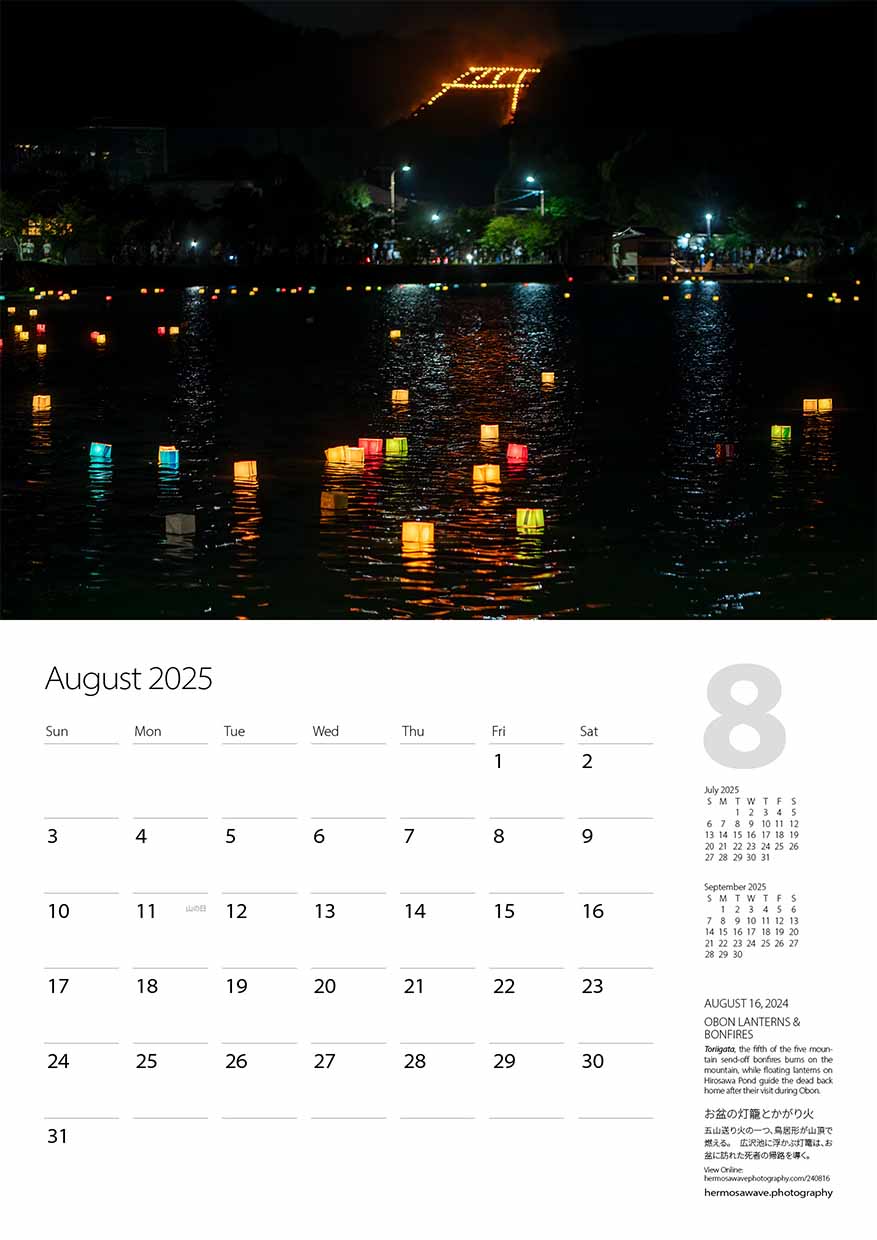 August 2025
8
Sun Mon Tue Wed Thu Fri Sat
1 2
3 4 5 6 7 8 9
10 11 山の日 12 13 14 15 16
17 18 19 20 21 22 23
24 25 26 27 28 29 30
31
July 2025
S M T W T F S
1 2 3 4 5
6 7 8 9 10 11 12
13 14 15 16 17 18 19
20 21 22 23 24 25 26
27 28 29 30 31
September 2025
S M T W T F S
1 2 3 4 5 6
7 8 9 10 11 12 13
14 15 16 17 18 19 20
21 22 23 24 25 26 27
28 29 30
AUGUST 16, 2024
OBON LANTERNS &
BONFIRES
Toriigata, the fifth of the five moun-
tain send-off bonfires burns on the
mountain, while floating lanterns on
Hirosawa Pond guide the dead back
home after their visit during Obon.
お盆の灯籠とかがり火
五山送り火の一つ、鳥居形が山頂で
燃える。 広沢池に浮かぶ灯篭は、お
盆に訪れた死者の帰路を導く。
View Online:
hermosawavephotography.com/240816
hermosawave.photography